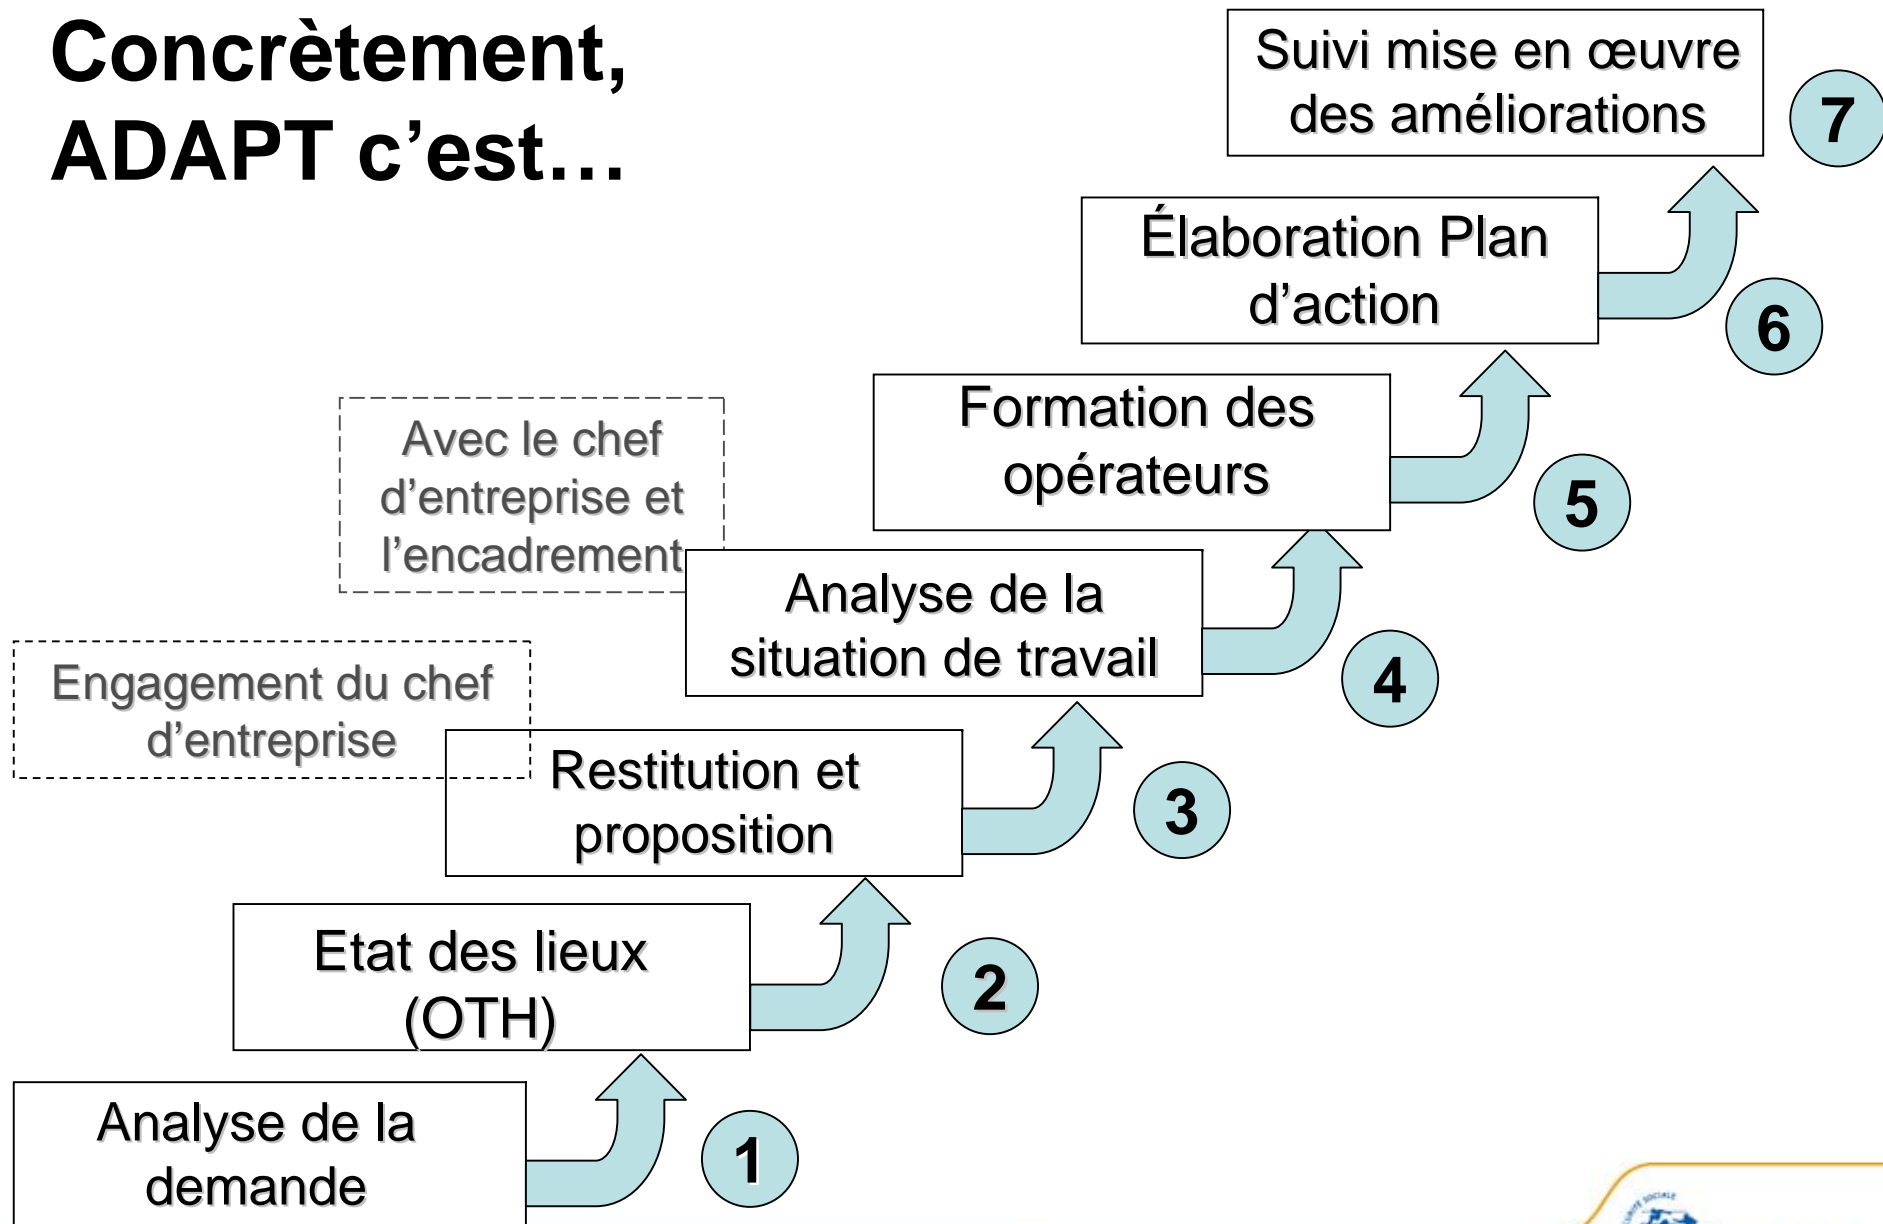 Concrètement,
ADAPT c’est…
Suivi mise en œuvre
des améliorations
7
Élaboration Plan
d’action
6
Formation des
opérateurs
5
Avec le chef
d’entreprise et
l’encadrement
Analyse de la
situation de travail
4
Engagement du chef
d’entreprise
Restitution et
proposition
3
Etat des lieux
(OTH)
2
Analyse de la
demande
1
SOCIALE